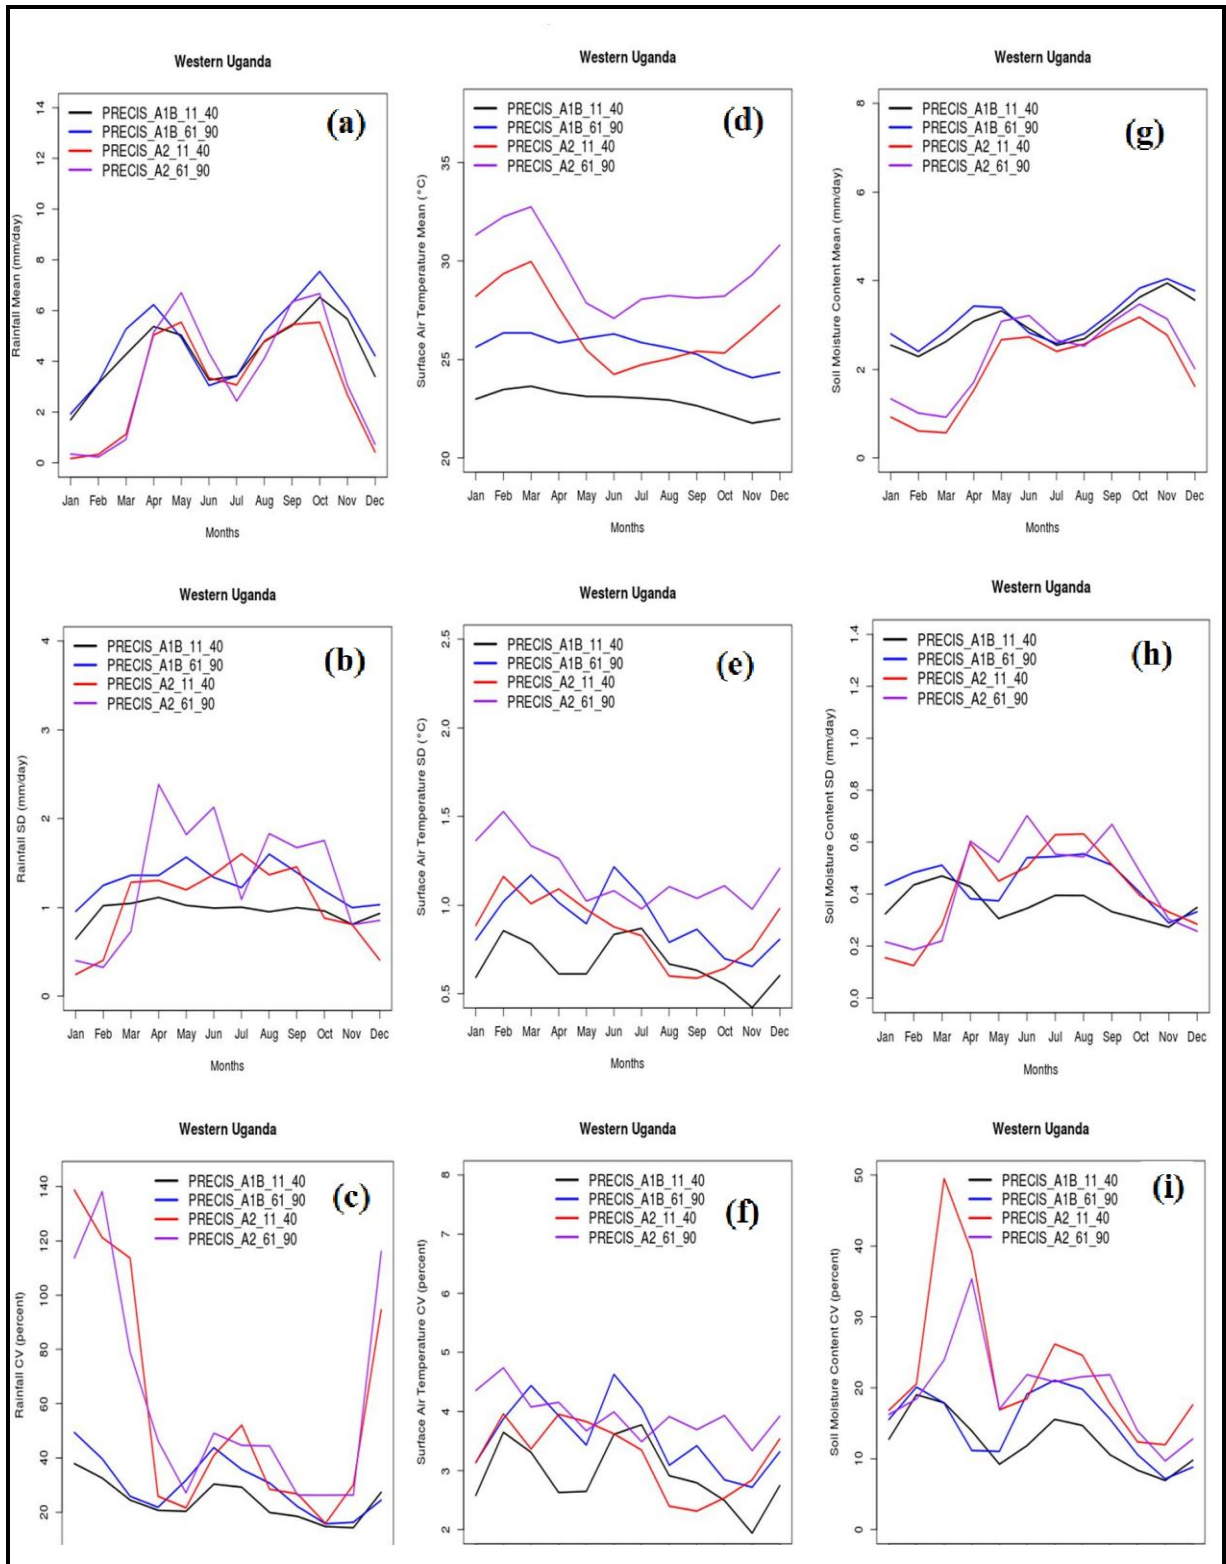 Western Uganda
(a)
PRECIS_A1B_11_40
PRECIS_A1B_61_90
PRECIS_A2_11_40
PRECIS_A2_61_90
Rainfall Mean (mm/day)
14
12
10
8
6
4
2
0
Jan Feb Mar Apr May Jun Jul Aug Sep Oct Nov Dec
Months
Western Uganda
(d)
PRECIS_A1B_11_40
PRECIS_A1B_61_90
PRECIS_A2_11_40
PRECIS_A2_61_90
Surface Air Temperature Mean (°C)
35
30
25
20
Jan Feb Mar Apr May Jun Jul Aug Sep Oct Nov Dec
Months
Western Uganda
(g)
PRECIS_A1B_11_40
PRECIS_A1B_61_90
PRECIS_A2_11_40
PRECIS_A2_61_90
Soil Moisture Content Mean (mm/day)
8
6
4
2
0
Jan Feb Mar Apr May Jun Jul Aug Sep Oct Nov Dec
Months
Western Uganda
(b)
PRECIS_A1B_11_40
PRECIS_A1B_61_90
PRECIS_A2_11_40
PRECIS_A2_61_90
Rainfall SD (mm/day)
4
3
2
1
0
Jan Feb Mar Apr May Jun Jul Aug Sep Oct Nov Dec
Months
Western Uganda
(e)
PRECIS_A1B_11_40
PRECIS_A1B_61_90
PRECIS_A2_11_40
PRECIS_A2_61_90
Surface Air Temperature SD (°C)
2.5
2.0
1.5
1.0
0.5
Jan Feb Mar Apr May Jun Jul Aug Sep Oct Nov Dec
Months
Western Uganda
(h)
PRECIS_A1B_11_40
PRECIS_A1B_61_90
PRECIS_A2_11_40
PRECIS_A2_61_90
Soil Moisture Content SD (mm/day)
1.4
1.2
1.0
0.8
0.6
0.4
0.2
0.0
Jan Feb Mar Apr May Jun Jul Aug Sep Oct Nov Dec
Months
Western Uganda
(c)
PRECIS_A1B_11_40
PRECIS_A1B_61_90
PRECIS_A2_11_40
PRECIS_A2_61_90
Rainfall CV (percent)
140
120
100
80
60
40
20
Western Uganda
(f)
PRECIS_A1B_11_40
PRECIS_A1B_61_90
PRECIS_A2_11_40
PRECIS_A2_61_90
Surface Air Temperature CV (percent)
8
7
6
5
4
3
2
Western Uganda
(i)
PRECIS_A1B_11_40
PRECIS_A1B_61_90
PRECIS_A2_11_40
PRECIS_A2_61_90
Soil Moisture Content CV (percent)
50
40
30
20
10
0